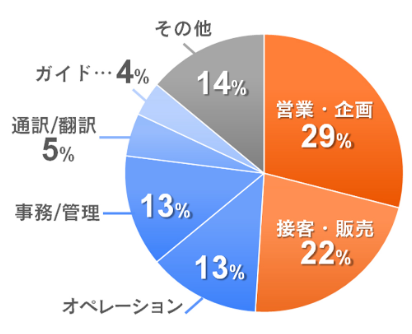 その他
14%
ガイド…4%
営業・企画
29%
通訳/翻訳
5%
事務/管理
13%
接客・販売
22%
13%
オペレーション